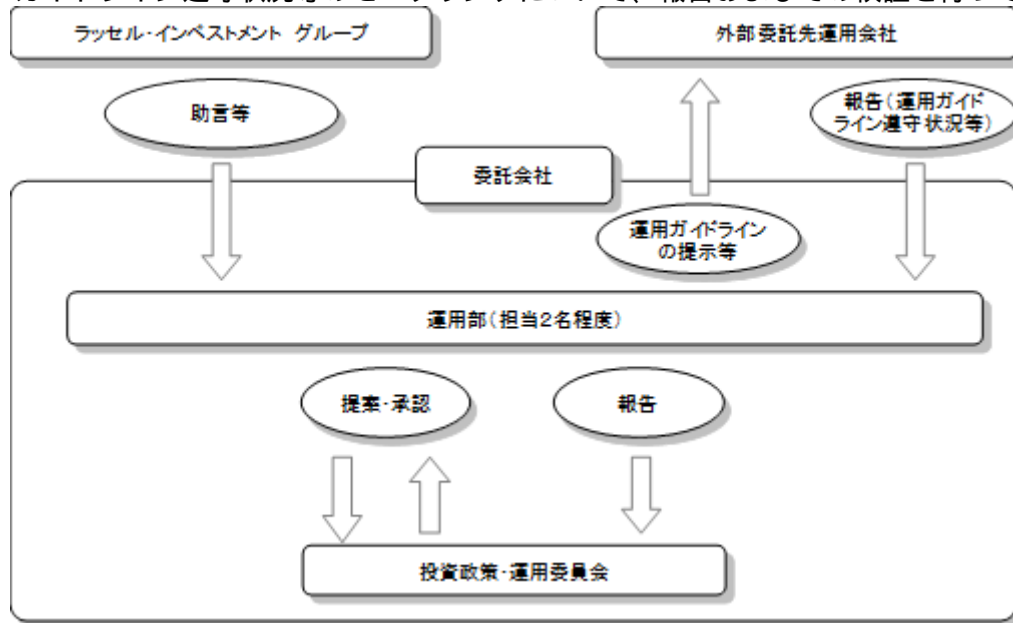 ラッセル・インベストメント グループ
外部委託先運用会社
助言等
報告(運用ガイド
ライン遵守状況等)
委託会社
運用ガイドライン
の提示等
運用部(担当2名程度)
提案・承認
報告
投資政策・運用委員会